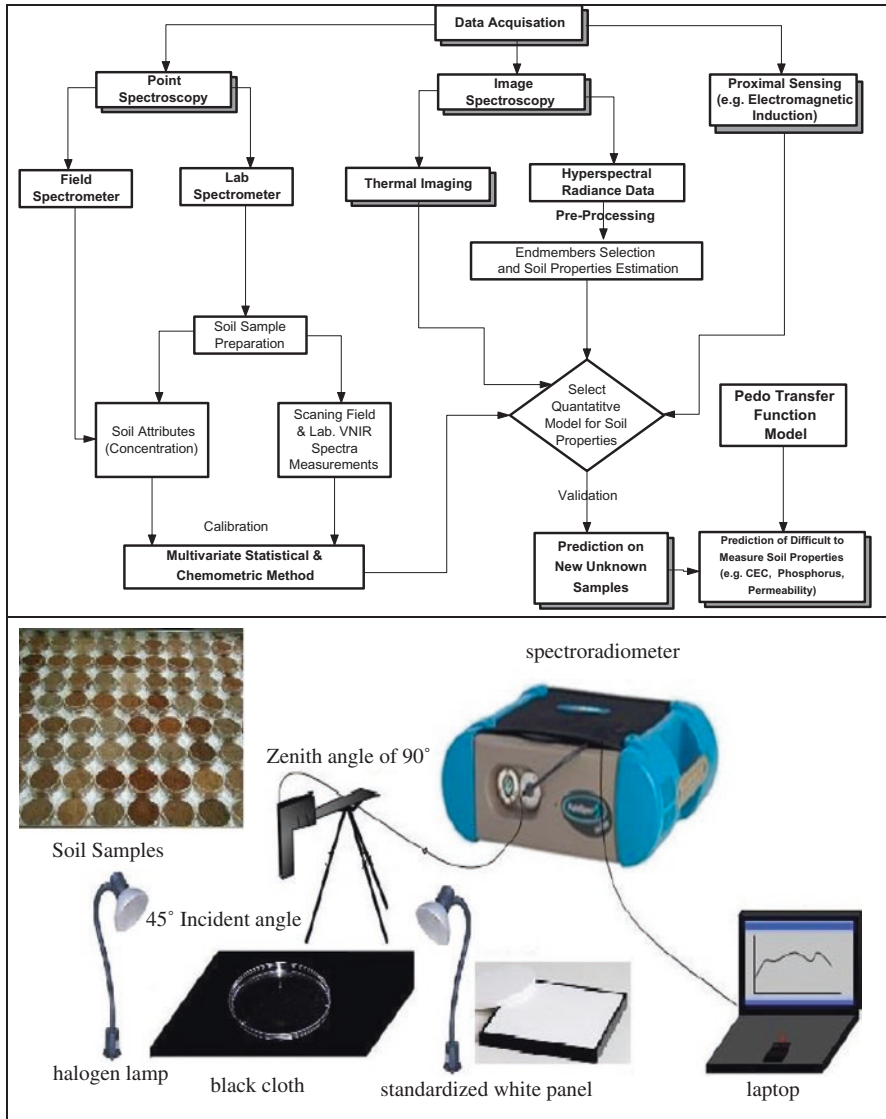 Data Acquisation
Point
Spectroscopy
Image
Spectroscopy
Proximal Sensing
(e.g. Electromagnetic
Induction)
Field
Spectrometer
Lab
Spectrometer
Thermal Imaging
Hyperspectral
Radiance Data
Pre-Processing
Endmembers Selection
and Soil Properties Estimation
Soil Sample
Preparation
Soil Attributes
(Concentration)
Scaning Field
& Lab. VNIR
Spectra
Measurements
Select
Quantative
Model for Soil
Properties
Pedo Transfer
Function
Model
Calibration
Validation
Multivariate Statistical &
Chemometric Method
Prediction on
New Unknown
Samples
Prediction of Difficult to
Measure Soil Properties
(e.g. CEC, Phosphorus,
Permeability)
spectroradiometer
Zenith angle of 90°
Soil Samples
45° Incident angle
halogen lamp
black cloth
standardized white panel
laptop